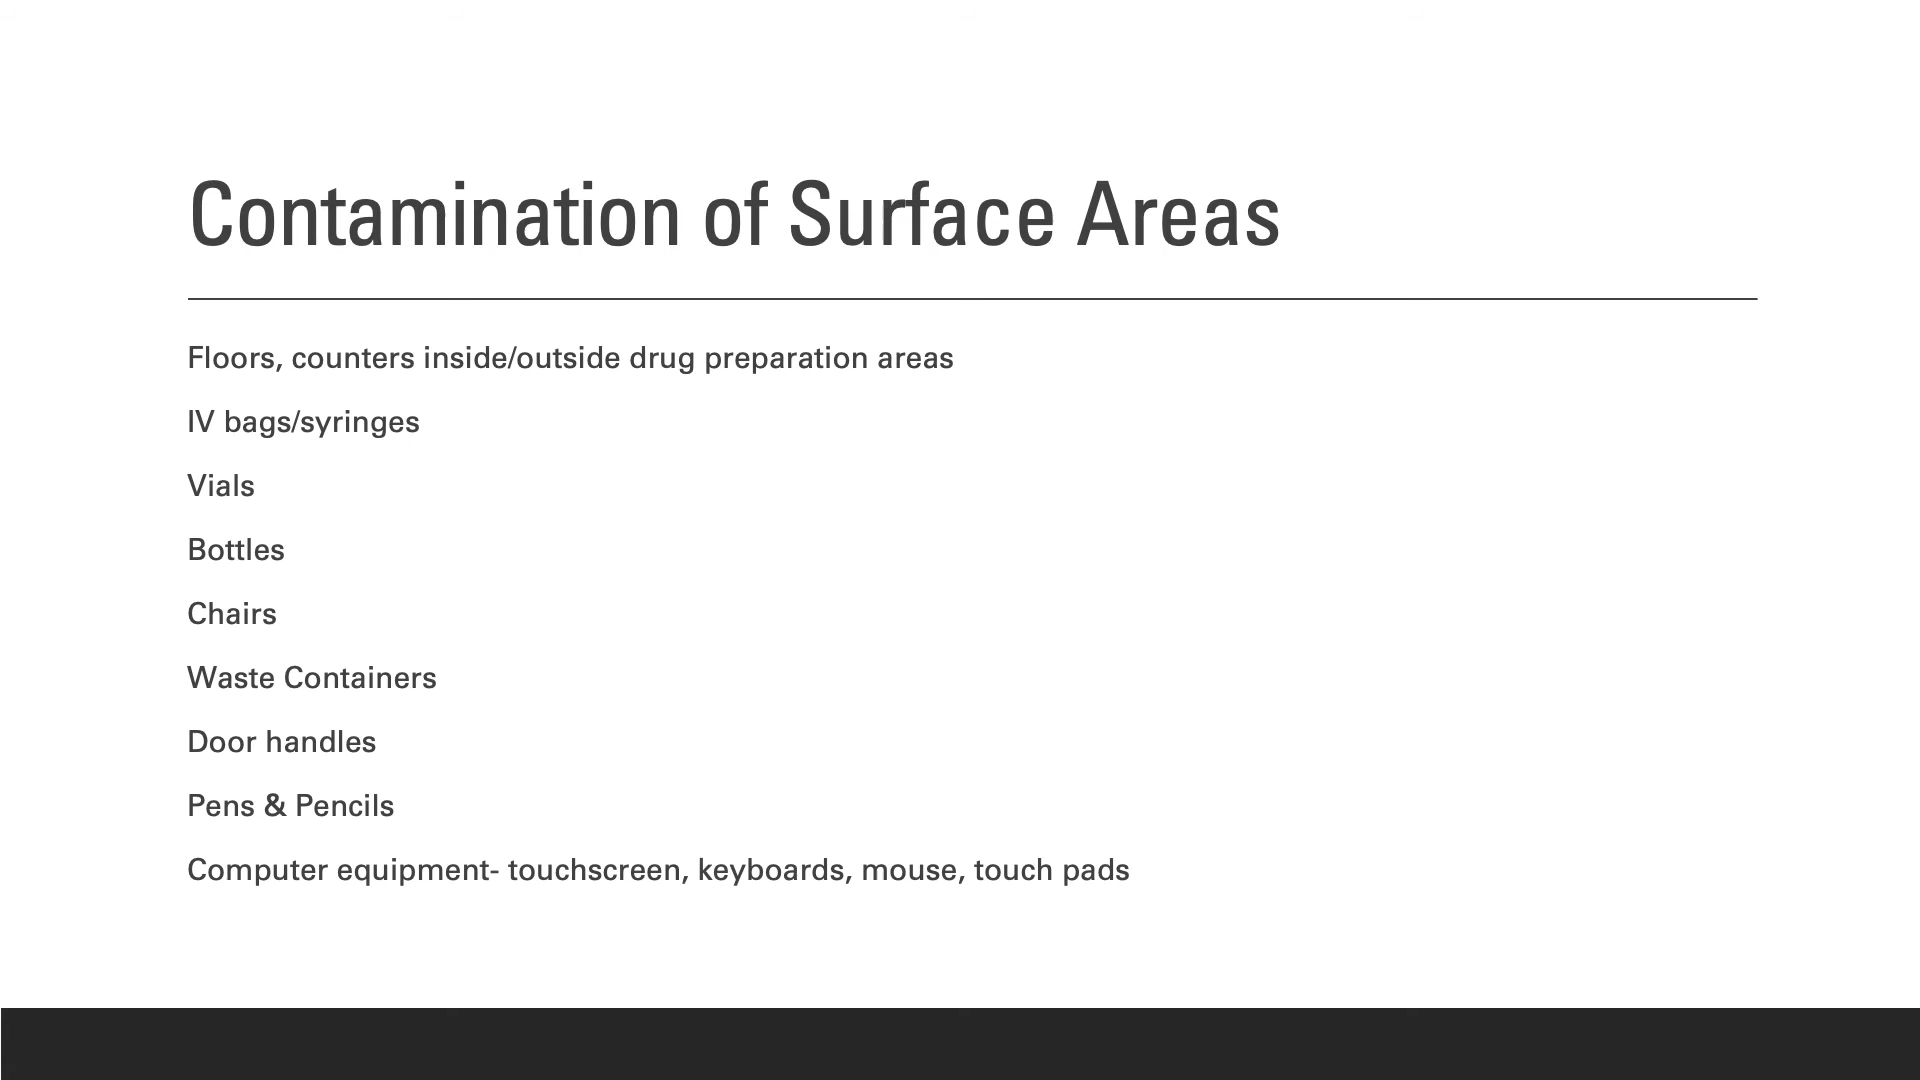 Contamination of Surface Areas
Floors, counters inside/outside drug preparation areas
IV bags/syringes
Vials
Bottles
Chairs
Waste Containers
Door handles
Pens & Pencils
Computer equipment- touchscreen, keyboards, mouse, touch pads